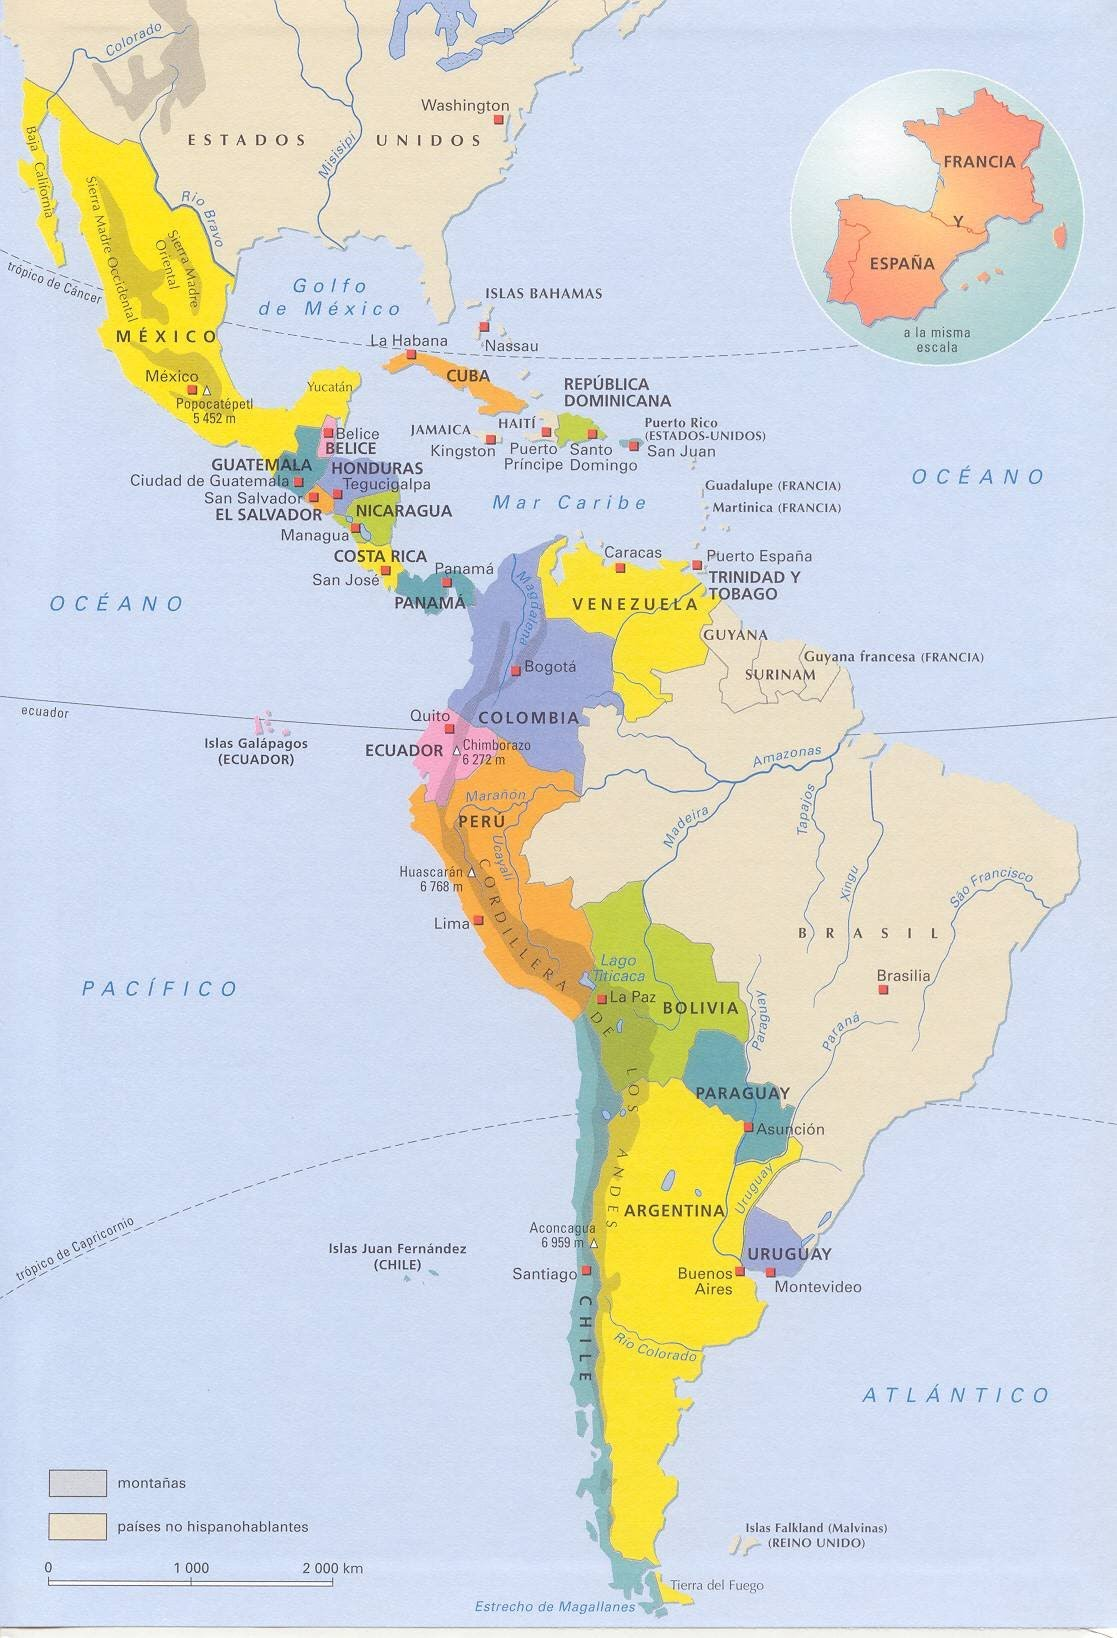 Colorado
Washington
ESTADOS UNIDOS
Misisipi
Baja California
Sierra Madre Occidental
Sierra Madre
Oriental
Río Bravo
FRANCIA
Y
ESPAÑA
a la misma
escala
trópico de Cáncer
Golfo
de México
ISLAS BAHAMAS
Nassau
MÉXICO
México
Popocatépetl
5 452 m
Yucatán
La Habana
CUBA
REPÚBLICA
DOMINICANA
JAMAICA
Kingston
HAITÍ
Puerto
Príncipe
Santo
Domingo
Puerto Rico
(ESTADOS-UNIDOS)
San Juan
Belice
BELICE
GUATEMALA
Ciudad de Guatemala
HONDURAS
Tegucigalpa
San Salvador
EL SALVADOR
NICARAGUA
Managua
COSTA RICA
San José
Panamá
PANAMÁ
Mar Caribe
OCÉANO
Guadalupe (FRANCIA)
Martinica (FRANCIA)
Caracas
Puerto España
TRINIDAD Y
TOBAGO
OCÉANO
Magdalena
VENEZUELA
GUYANA
Guyana francesa (FRANCIA)
SURINAM
Bogotá
COLOMBIA
ecuador
Islas Galápagos
(ECUADOR)
Quito
ECUADOR
Chimborazo
6 272 m
Amazonas
Marañón
PERÚ
Ucayali
Madeira
Tapajos
Xingu
São Francisco
Huascarán
6 768 m
Lima
CORDILLERA DE LOS ANDES
BRASIL
Brasilia
PACÍFICO
Lago
Titicaca
La Paz
BOLIVIA
Paraguay
Paraná
PARAGUAY
Asunción
trópico de Capricornio
ARGENTINA
Uruguay
Aconcagua
6 959 m
Islas Juan Fernández
(CHILE)
Santiago
CHILE
URUGUAY
Buenos
Aires
Montevideo
Río Colorado
ATLÁNTICO
montañas
países no hispanohablantes
0 1 000 2 000 km
Islas Falkland (Malvinas)
(REINO UNIDO)
Tierra del Fuego
Estrecho de Magallanes